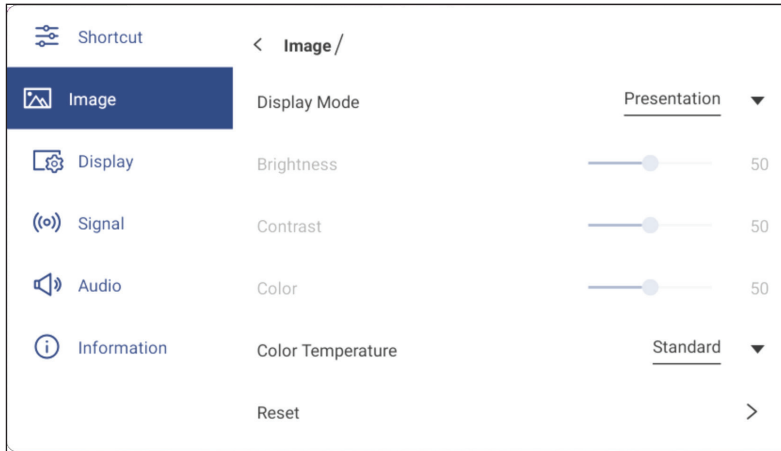 Shortcut
Image
Display
Signal
Audio
Information
< Image /
Display Mode Presentation
Brightness 50
Contrast 50
Color 50
Color Temperature Standard
Reset >